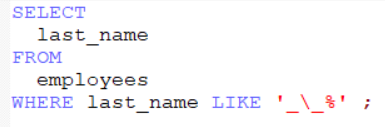 SELECT
last_name
FROM
employees
WHERE last_name LIKE '_\_%' ;